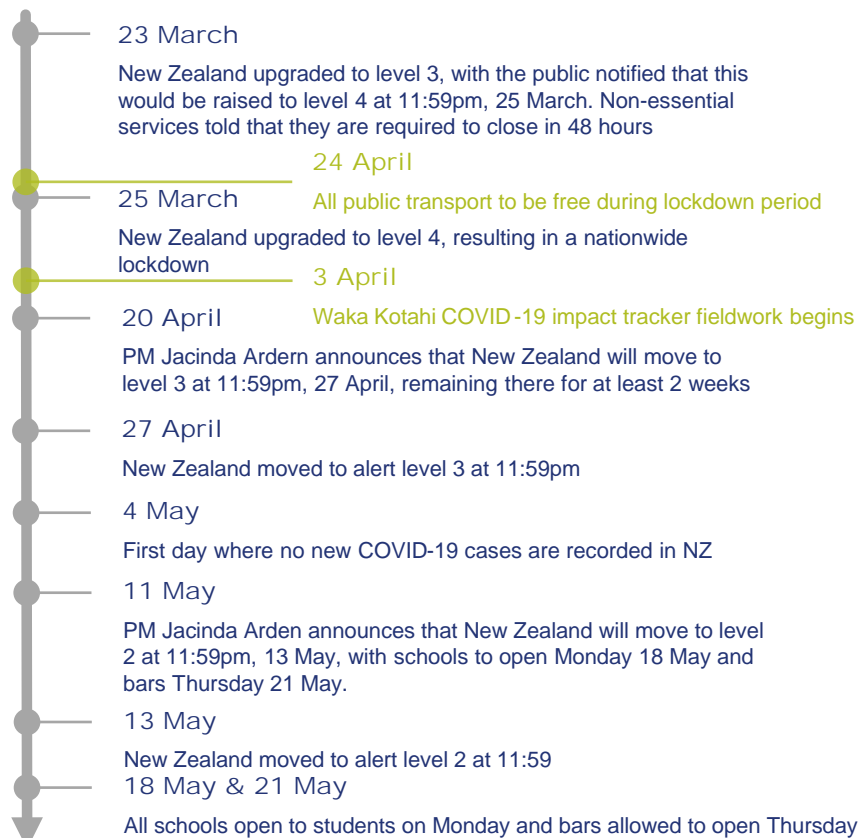 23 March
New Zealand upgraded to level 3, with the public notified that this
would be raised to level 4 at 11:59pm, 25 March. Non-essential
services told that they are required to close in 48 hours
24 April
All public transport to be free during lockdown period
25 March
New Zealand upgraded to level 4, resulting in a nationwide
lockdown
3 April
Waka Kotahi COVID-19 impact tracker fieldwork begins
20 April
PM Jacinda Ardern announces that New Zealand will move to
level 3 at 11:59pm, 27 April, remaining there for at least 2 weeks
27 April
New Zealand moved to alert level 3 at 11:59pm
4 May
First day where no new COVID-19 cases are recorded in NZ
11 May
PM Jacinda Arden announces that New Zealand will move to level
2 at 11:59pm, 13 May, with schools to open Monday 18 May and
bars Thursday 21 May.
13 May
New Zealand moved to alert level 2 at 11:59
18 May & 21 May
All schools open to students on Monday and bars allowed to open Thursday